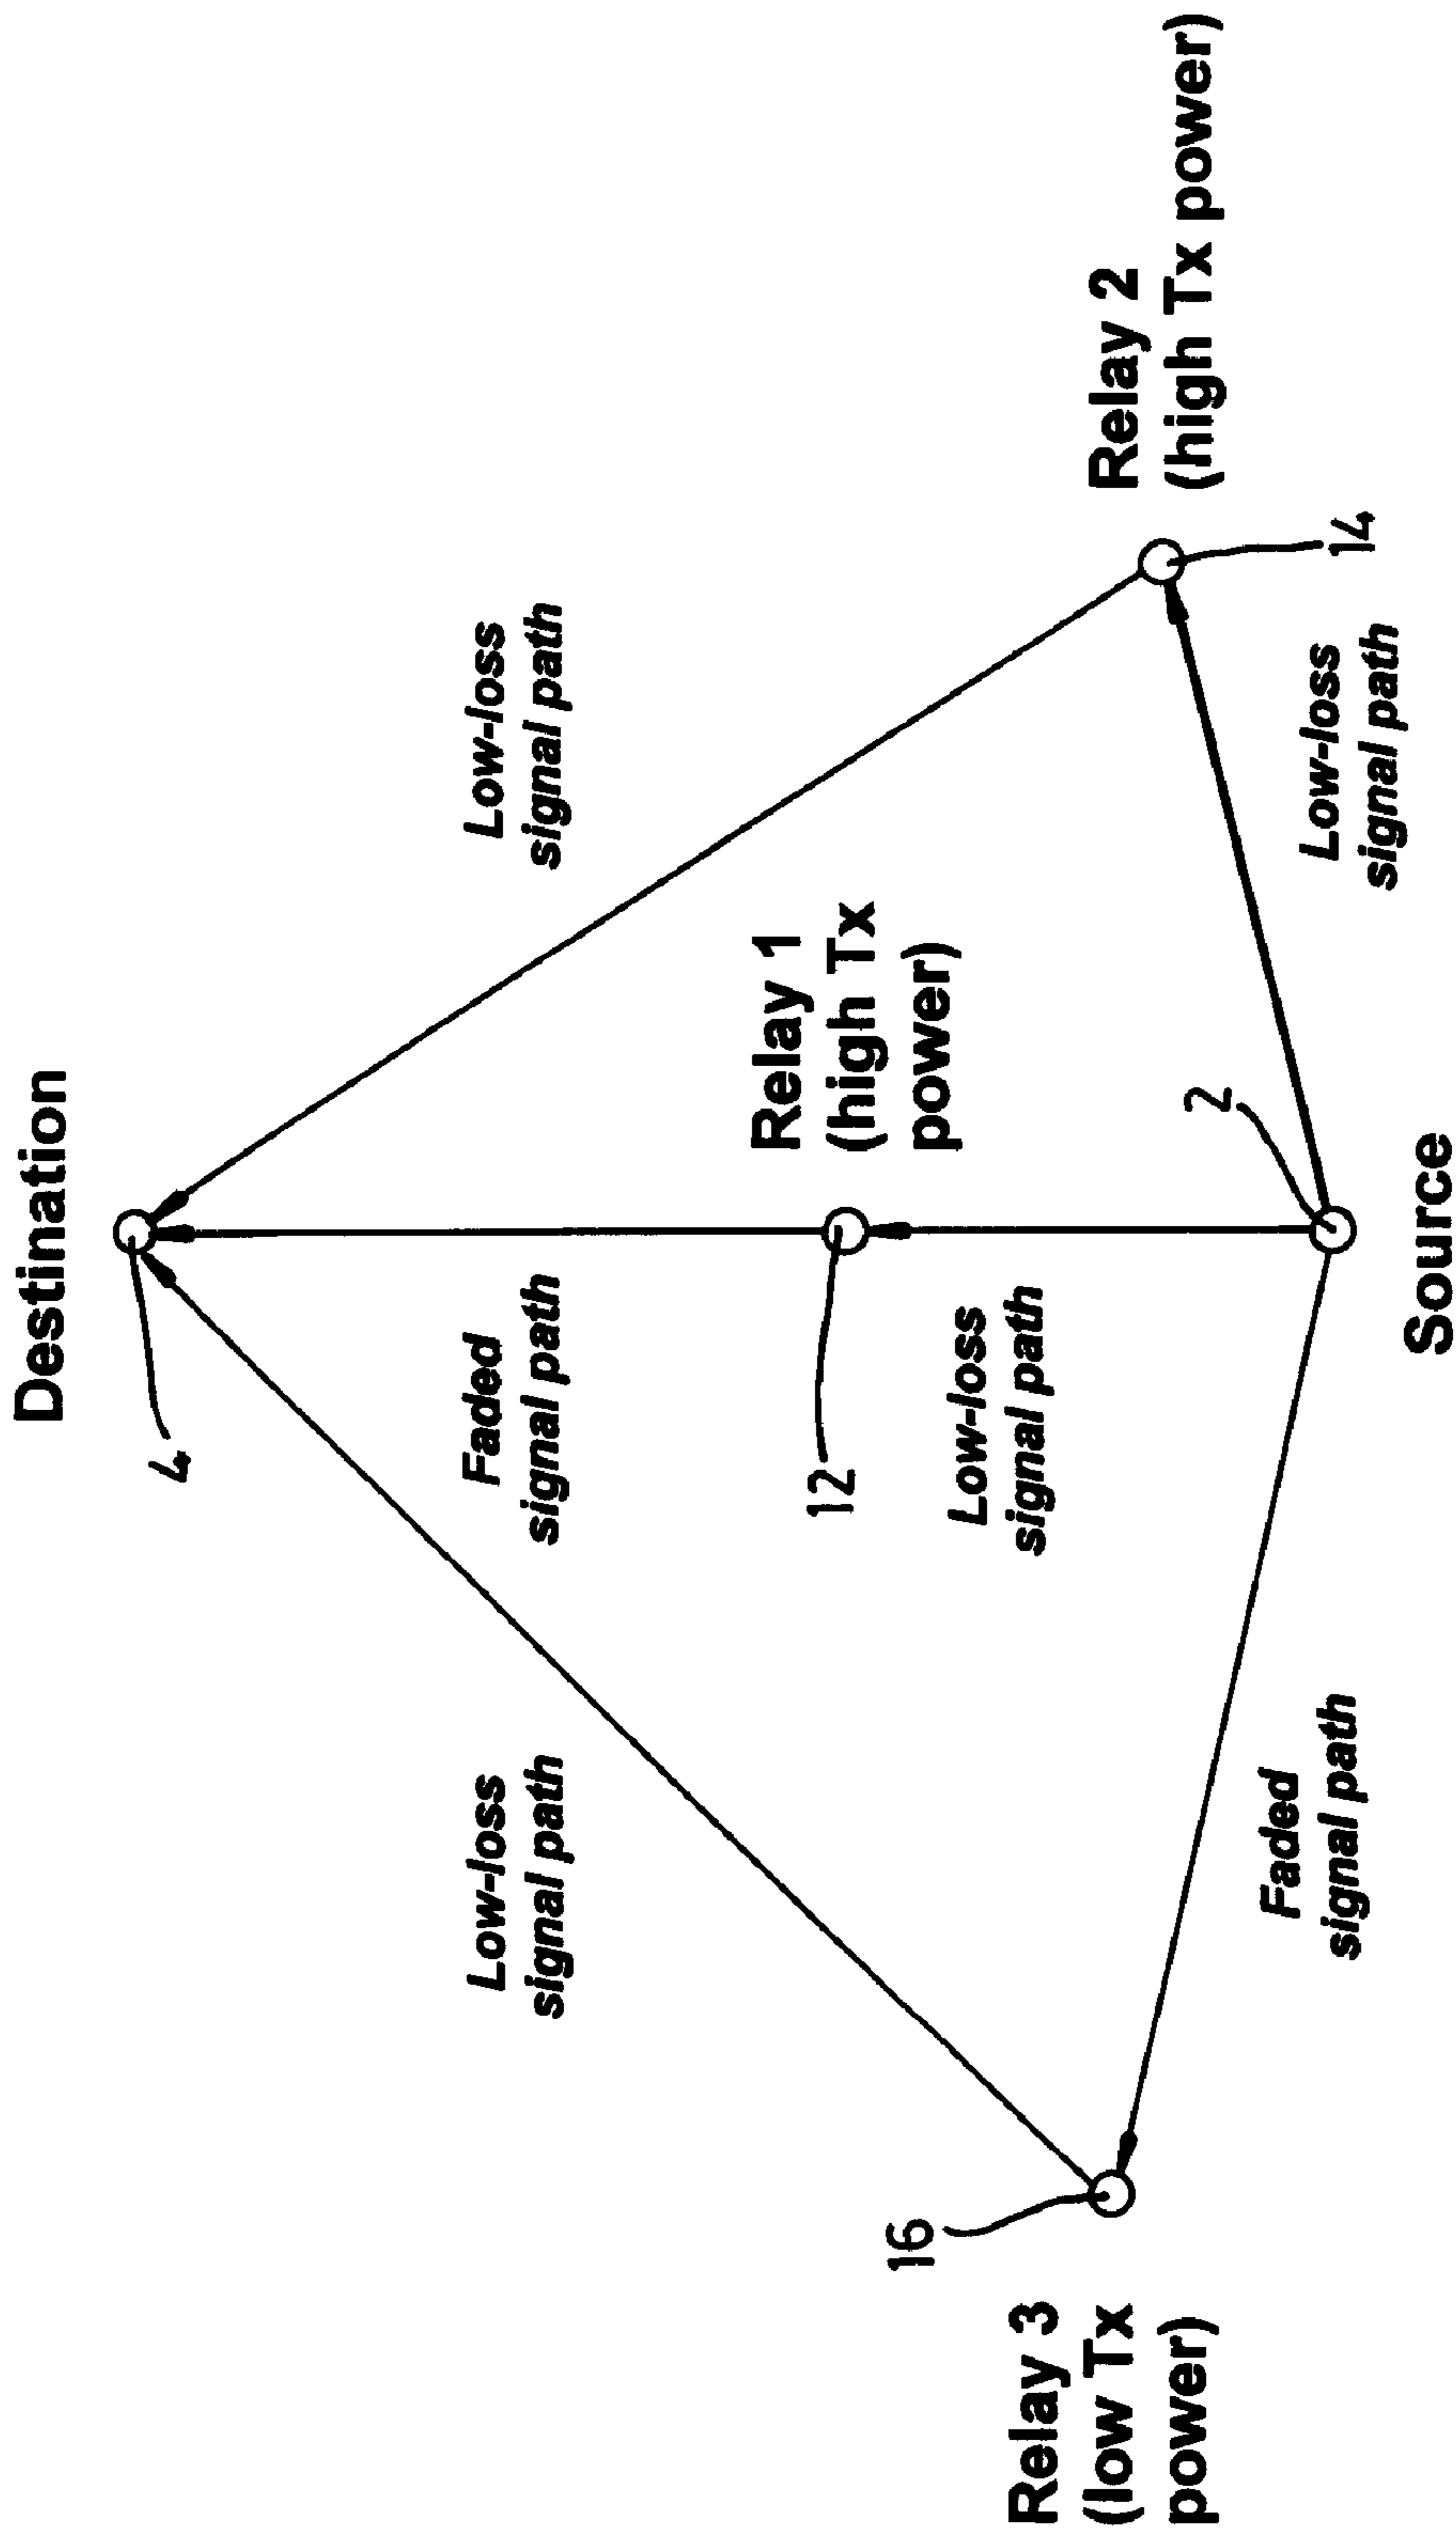 Destination
4
Low-loss
signal path
Faded
signal path
Low-loss
signal path
Relay 1
(high Tx
power)
12
Low-loss
signal path
Relay 3
(low Tx
power)
16
Relay 2
(high Tx power)
14
2
Faded
signal path
Low-loss
signal path
Source